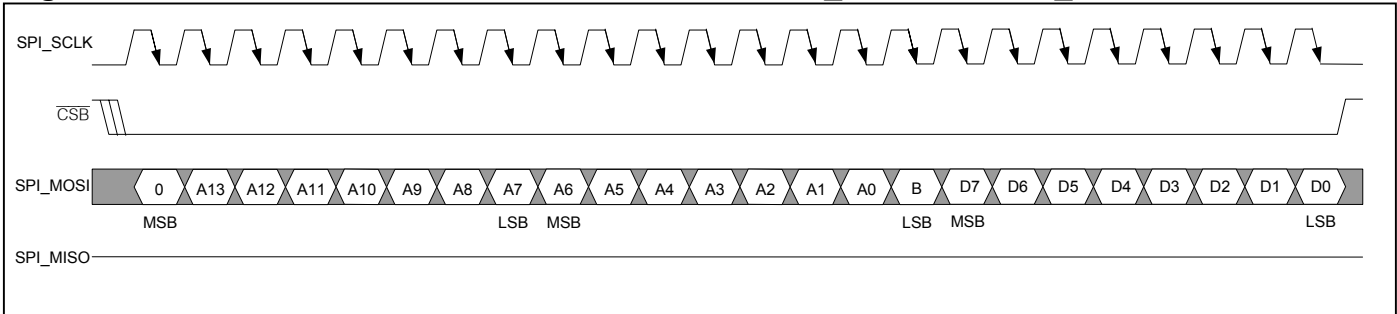 SPI_SCLK
CSB
SPI_MOSI 0 A13 A12 A11 A10 A9 A8 A7 A6 A5 A4 A3 A2 A1 A0 B D7 D6 D5 D4 D3 D2 D1 D0
MSB LSB MSB LSB MSB LSB
SPI_MISO